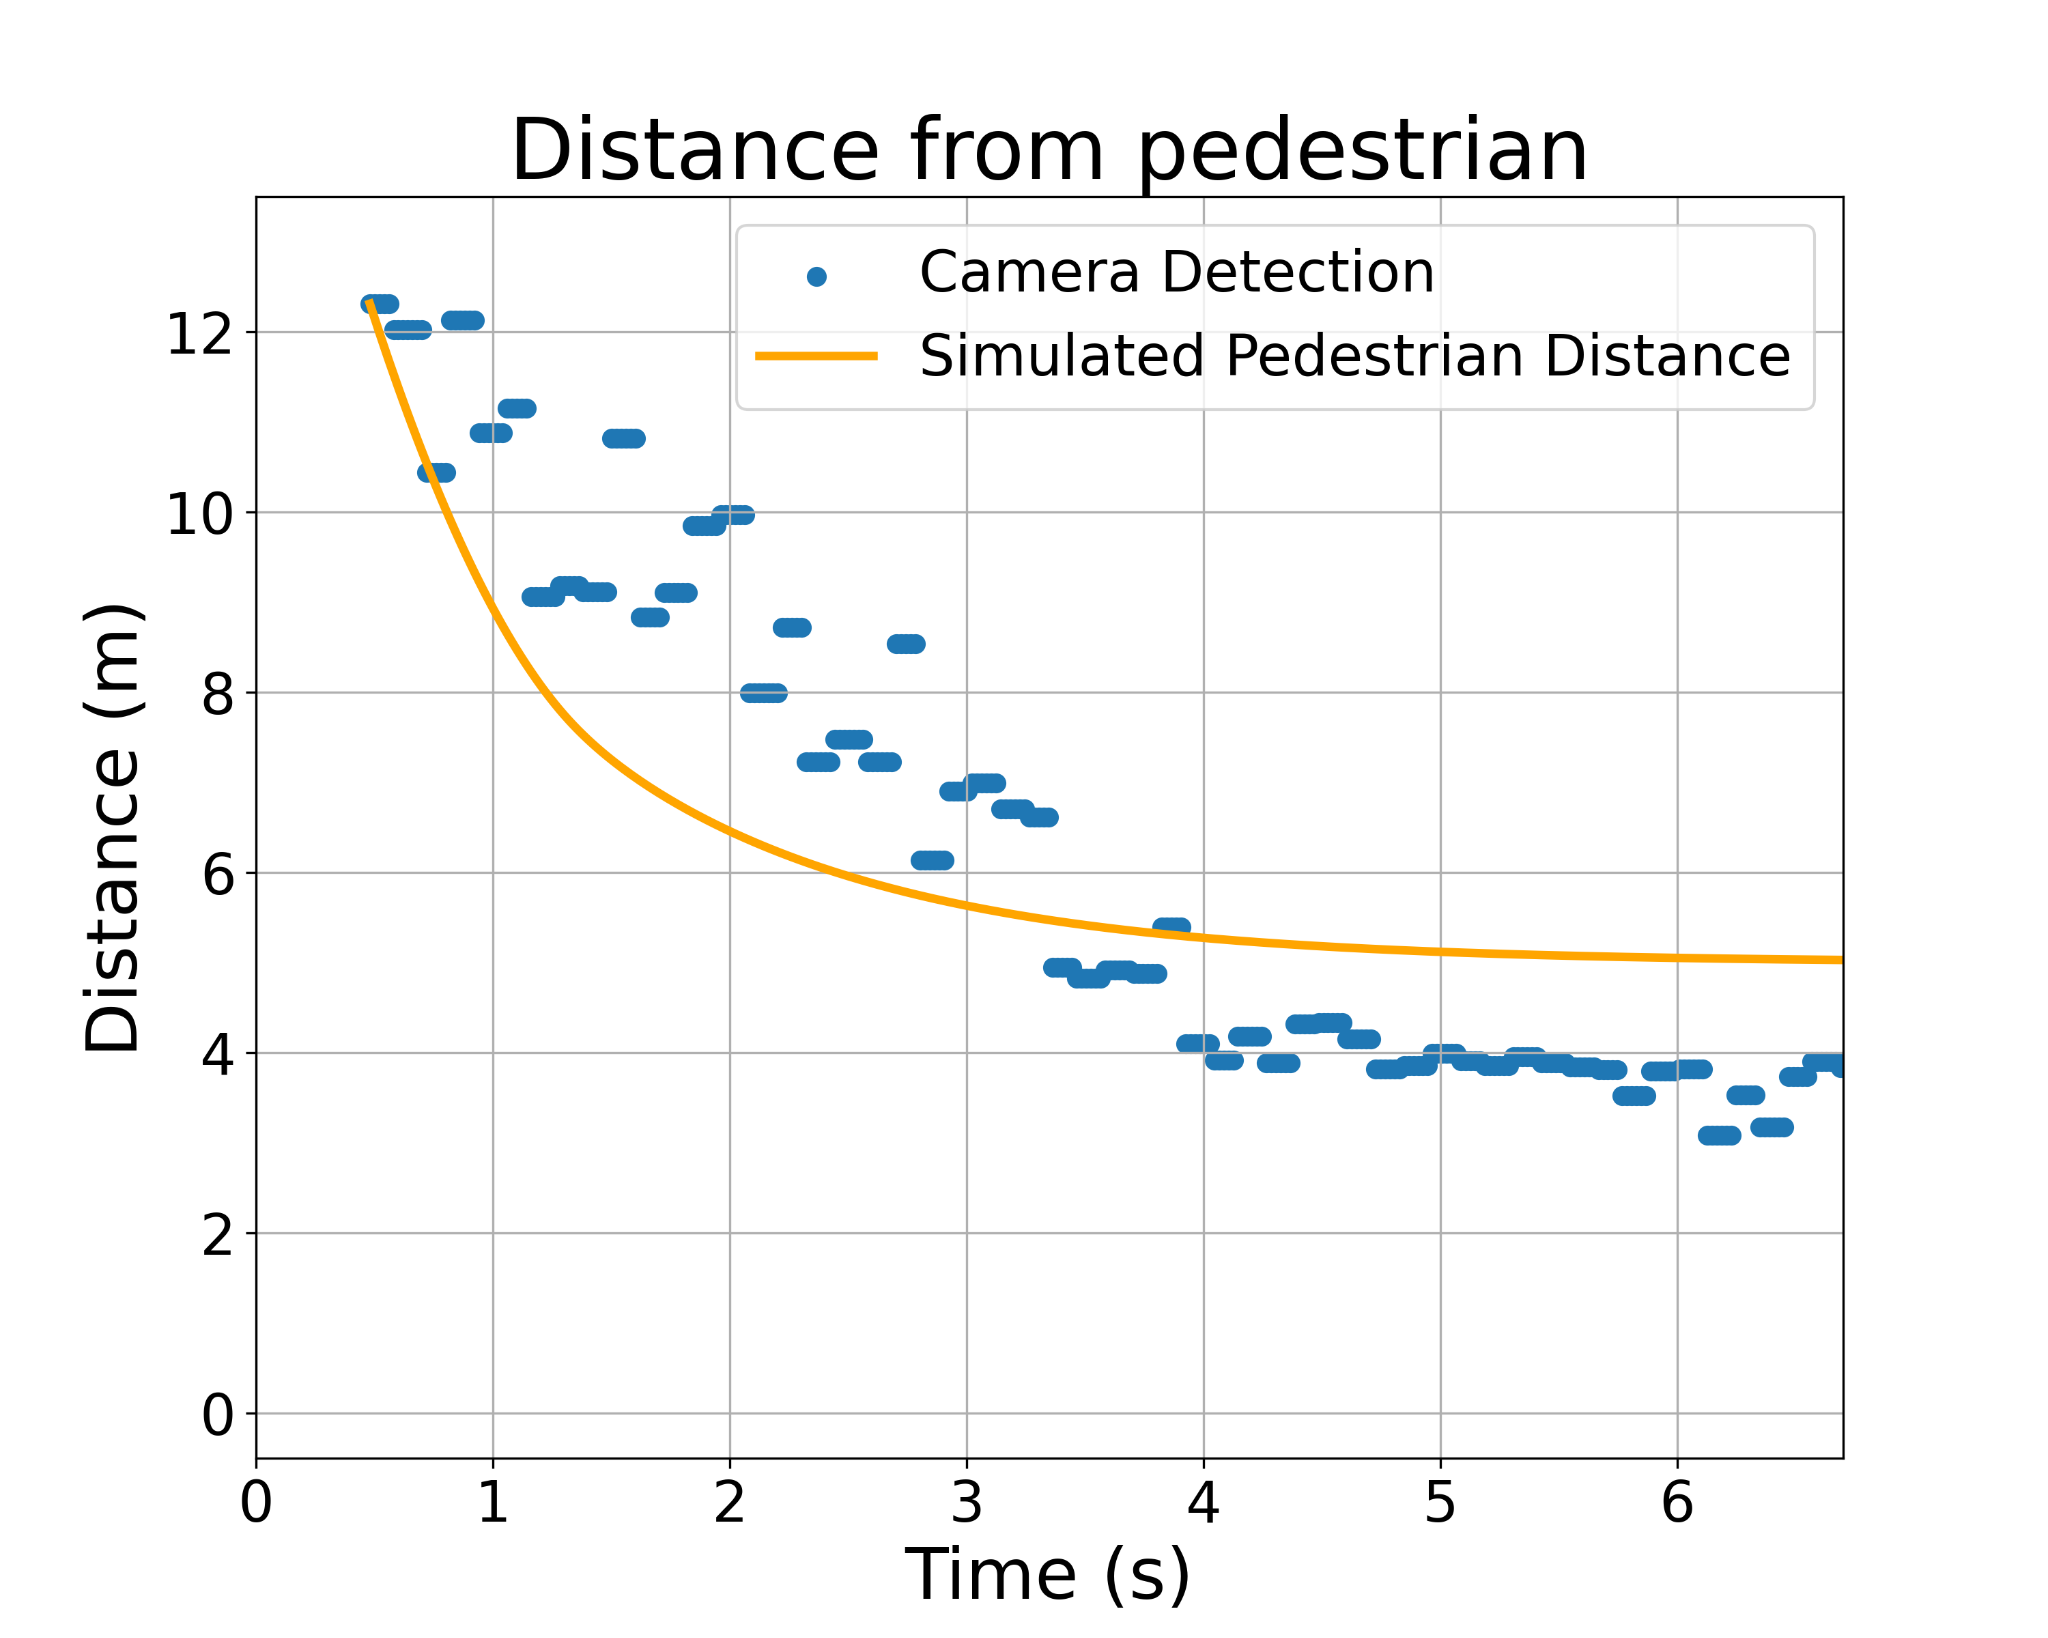 Distance from pedestrian
Camera Detection
Simulated Pedestrian Distance
Distance (m)
12
10
8
6
4
2
0
0 1 2 3 4 5 6
Time (s)